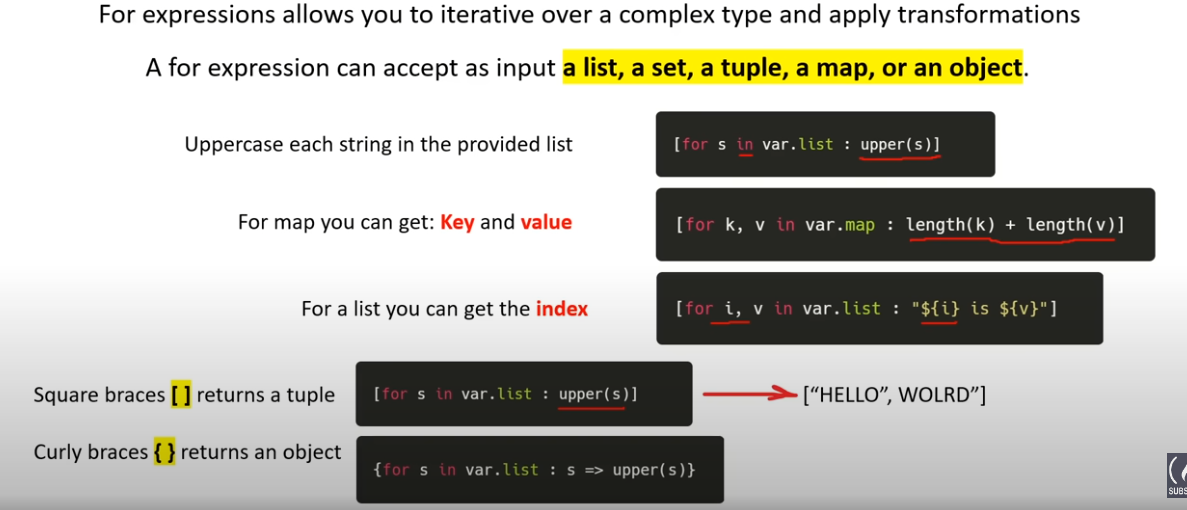 For expressions allows you to iterative over a complex type and apply transformations
A for expression can accept as input a list, a set, a tuple, a map, or an object.
Uppercase each string in the provided list
[for s in var.list : upper(s)]
For map you can get: Key and value
[for k, v in var.map : length(k) + length(v)]
For a list you can get the index
[for i, v in var.list : "${i} is ${v}"]
Square braces [ ] returns a tuple
[for s in var.list : upper(s)]
[“HELLO”, WOLRD”]
Curly braces { } returns an object
{for s in var.list : s => upper(s)}
SUBS